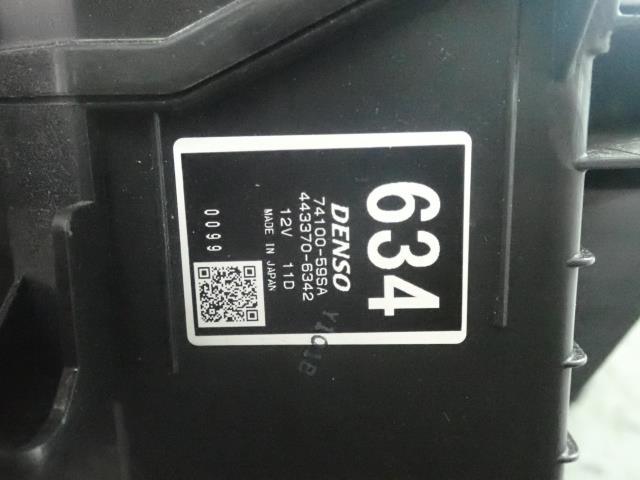 634
DENSO
74100-59SA
443370-6342
12V 11D
MADE IN JAPAN
0099